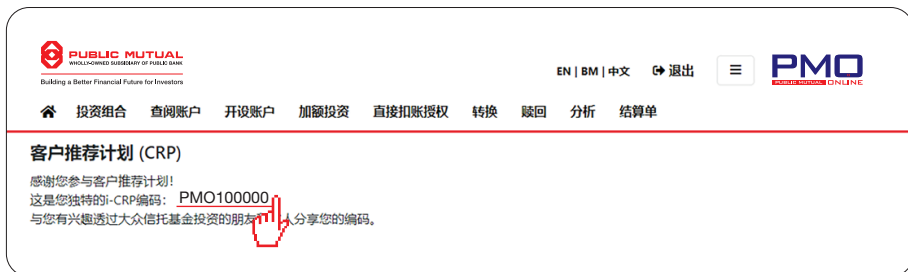 PUBLIC MUTUAL
WHOLLY-OWNED SUBSIDIARY OF PUBLIC BANK
Building a Better Financial Future for Investors
EN | BM | 中文 退出
PMO
PUBLIC MUTUAL ONLINE
投资组合 查阅账户 开设账户 加额投资 直接扣账授权 转换 赎回 分析 结算单
客户推荐计划 (CRP)
感谢您参与客户推荐计划!
这是您独特的i-CRP编码: PMO100000
与您有兴趣透过大众信托基金投资的朋友 人分享您的编码。